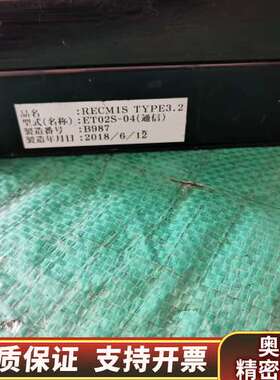 品名 :RECMIS TYPE3.2
型式(名称) :ET02S-04(通信)
製造番号 :B987
製造年月日 :2018/6/12
奥
精密
质保证 支持开票